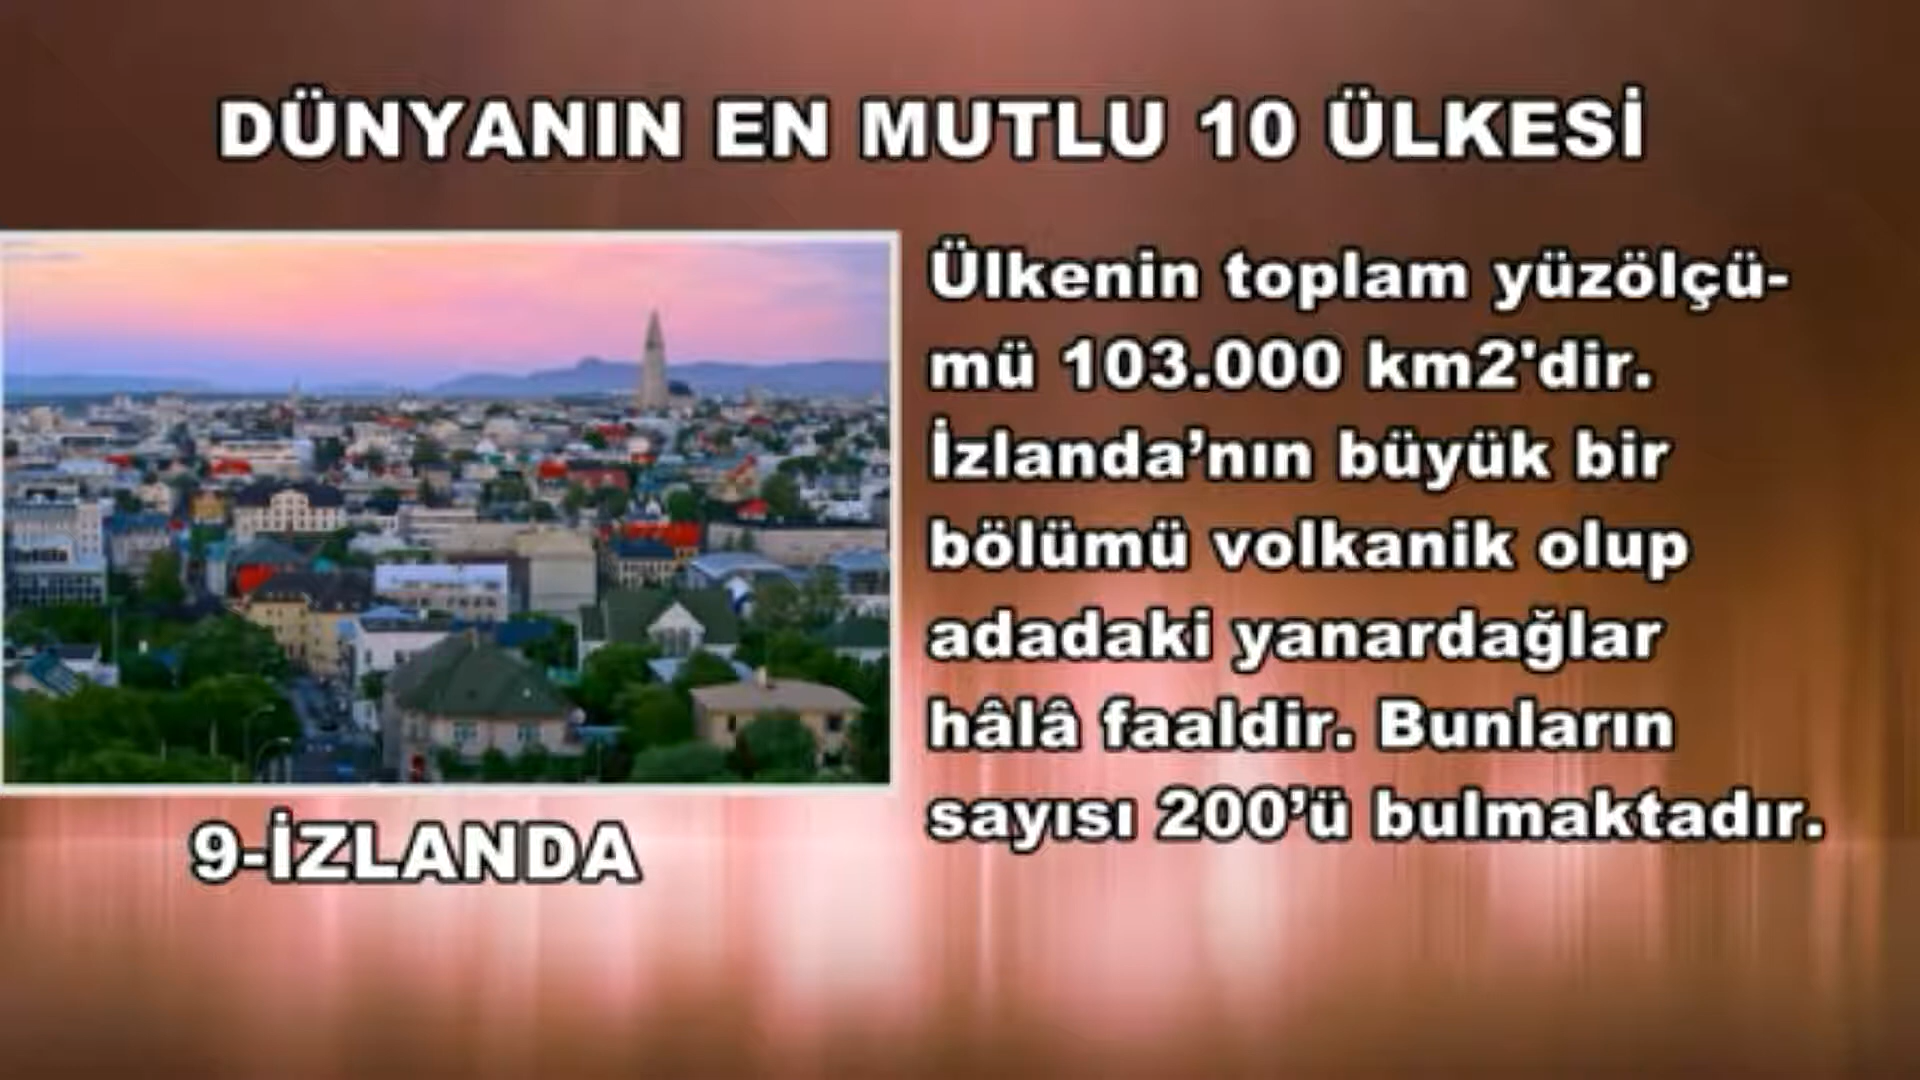 DÜNYANIN EN MUTLU 10 ÜLKESİ
Ülkenin toplam yüzölçü-
mü 103.000 km2'dir.
İzlanda’nın büyük bir
bölümü volkanik olup
adadaki yanardağlar
hâlâ faaldir. Bunların
sayısı 200’ü bulmaktadır.
9-İZLANDA